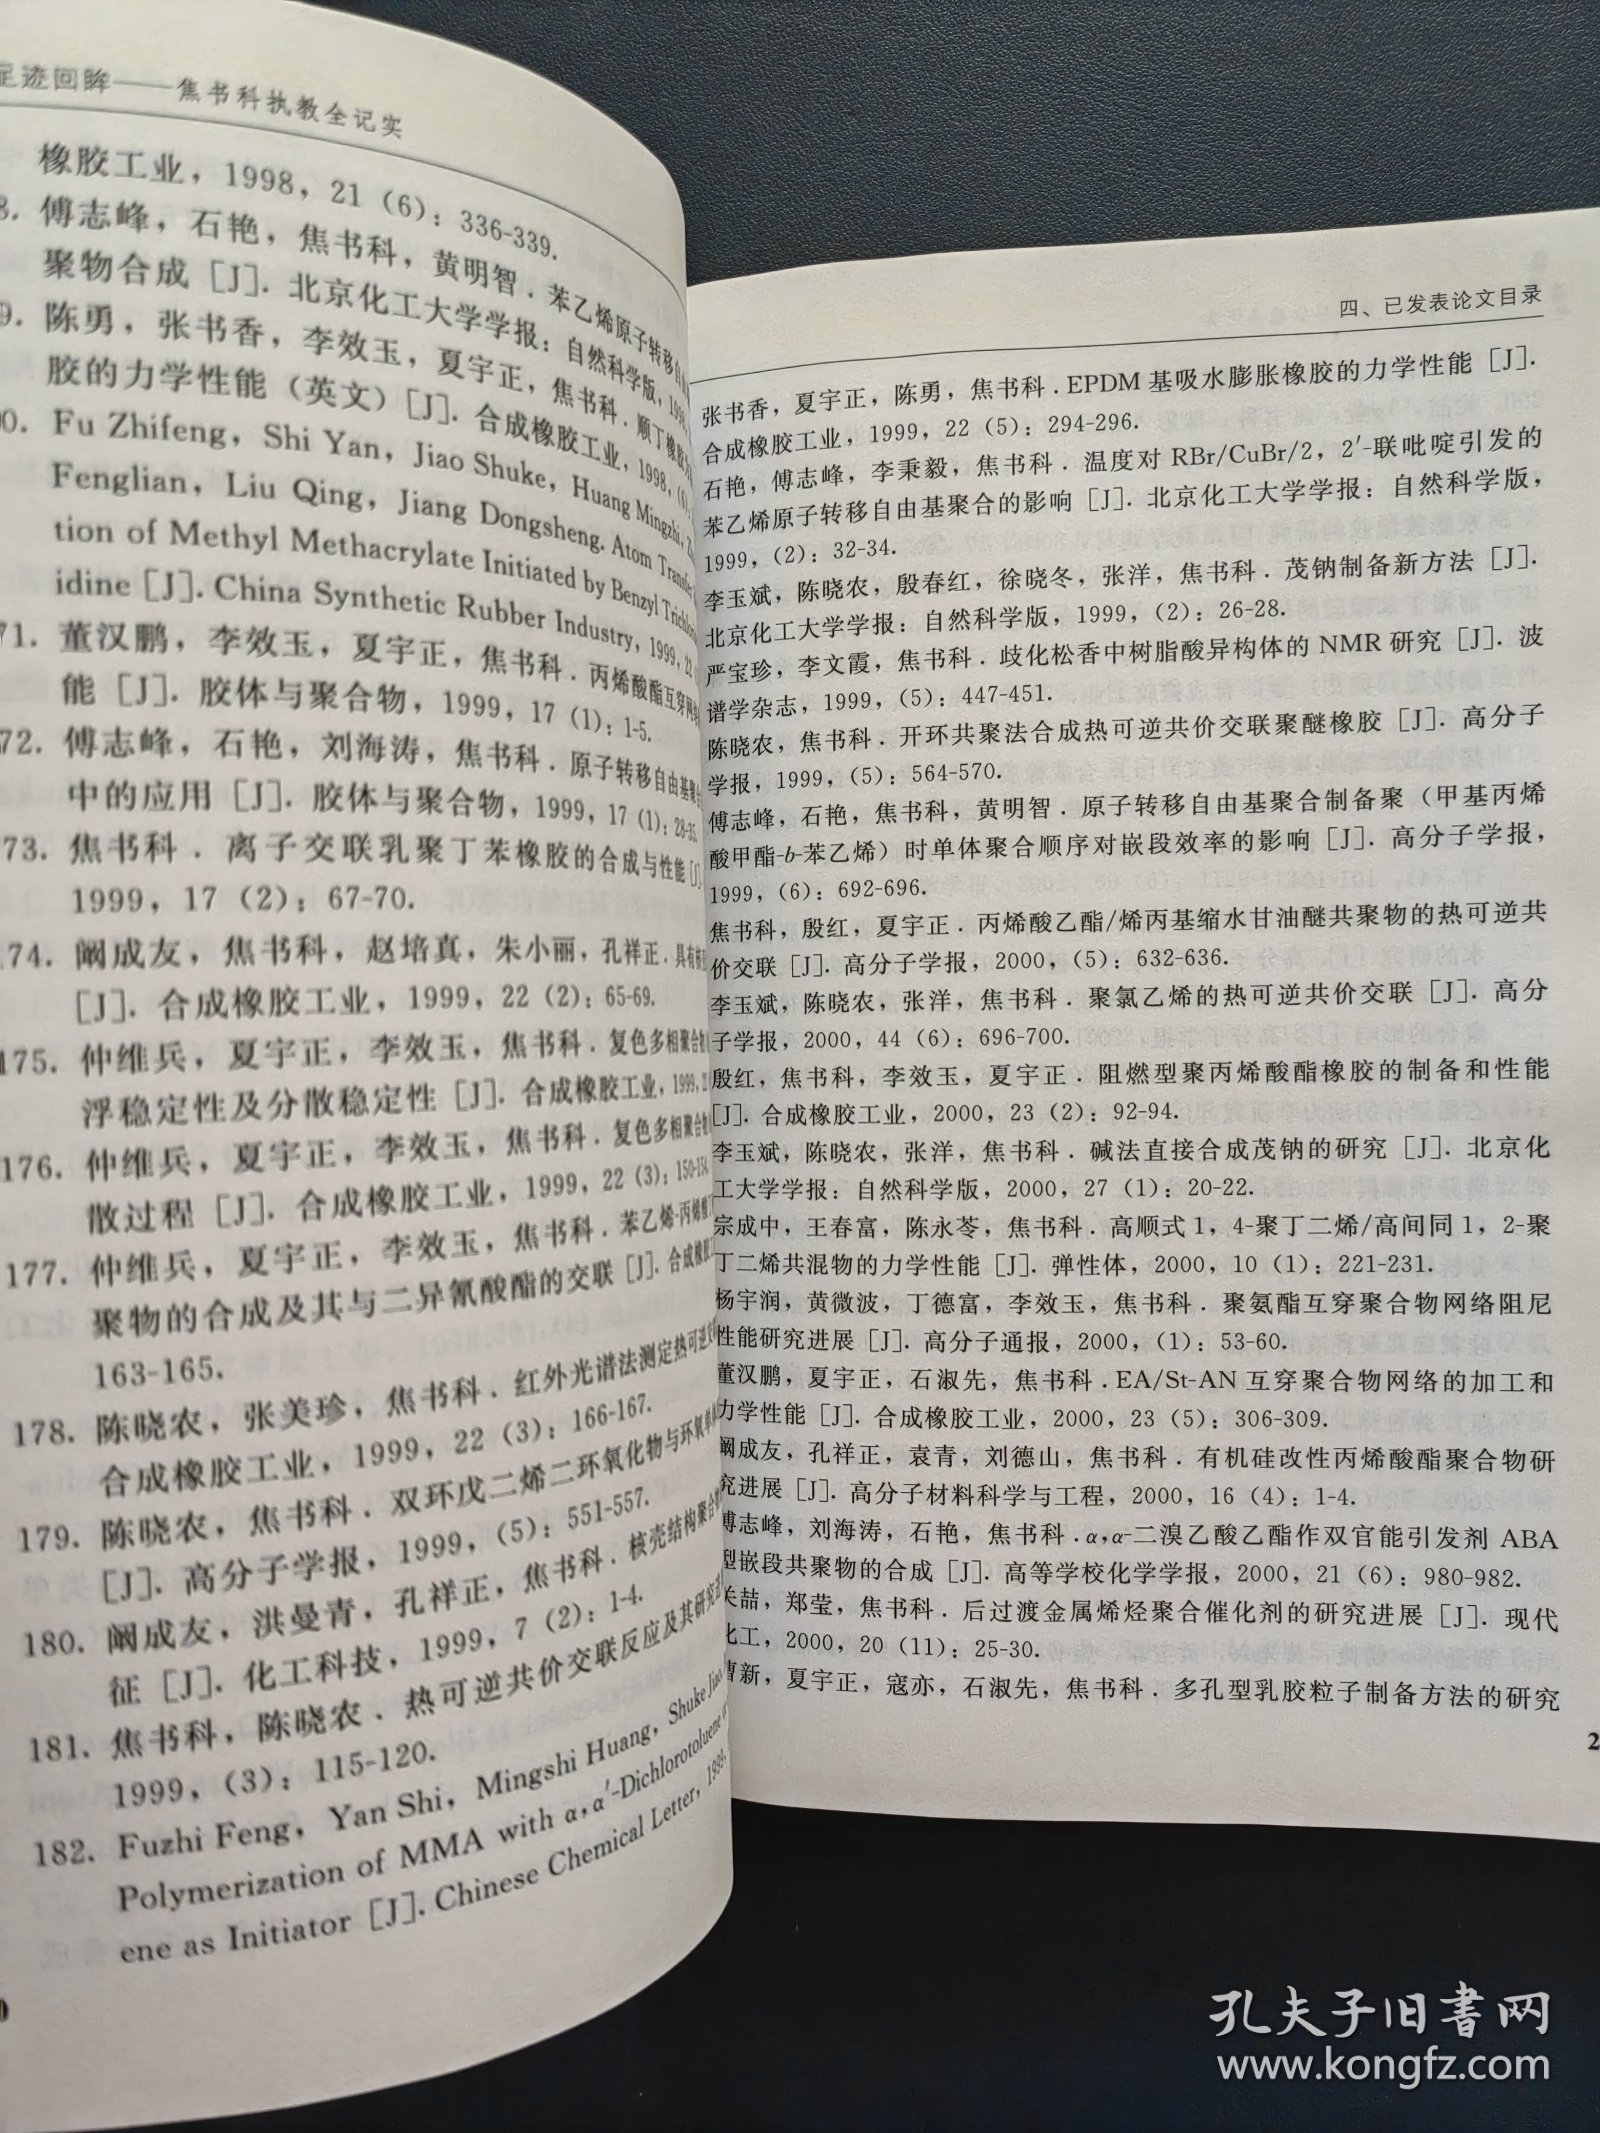 足迹回眸——焦书科执教全记实
橡胶工业，1998，21（6）：336-339.
8. 傅志峰，石艳，焦书科，黄明智．苯乙烯原子转移自
聚物合成［J］. 北京化工大学学报：自然科学版，199
9. 陈勇，张书香，李效玉，夏宇正，焦书科．顺丁橡胶
胶的力学性能（英文）［J］. 合成橡胶工业，1998，(6):
Fu Zhifeng，Shi Yan，Jiao Shuke，Huang Mingzhi，
Fenglian，Liu Qing，Jiang Dongsheng. Atom Transfer
tion of Methyl Methacrylate Initiated by Benzyl
idine［J］. China Synthetic Rubber Industry，1999，22
71. 董汉鹏，李效玉，夏宇正，焦书科．丙烯酸酯互穿网
能［J］. 胶体与聚合物，1999，17（1）：1-5.
72. 傅志峰，石艳，刘海涛，焦书科．原子转移自由基聚合
中的应用［J］. 胶体与聚合物，1999，17（1）：28-35.
73. 焦书科．离子交联乳聚丁苯橡胶的合成与性能［J］.
1999，17（2）：67-70.
174. 阚成友，焦书科，赵培真，朱小丽，孔祥正．具有核
［J］. 合成橡胶工业，1999，22（2）：65-69.
175. 仲维兵，夏宇正，李效玉，焦书科．复色多相聚合物
浮稳定性及分散稳定性［J］. 合成橡胶工业，1999，22
176. 仲维兵，夏宇正，李效玉，焦书科．复色多相聚合物
散过程［J］. 合成橡胶工业，1999，22（3）：150-154.
177. 仲维兵，夏宇正，李效玉，焦书科．苯乙烯-丙烯酸
聚物的合成及其与二异氰酸酯的交联［J］. 合成橡胶
163-165.
178. 陈晓农，张美珍，焦书科．红外光谱法测定热可逆
合成橡胶工业，1999，22（3）：166-167.
179. 陈晓农，焦书科．双环戊二烯二环氧化物与环氧
［J］. 高分子学报，1999，（5）：551-557.
180. 阚成友，洪曼青，孔祥正，焦书科．核壳结构聚合
征［J］. 化工科技，1999，7（2）：1-4.
181. 焦书科，陈晓农．热可逆共价交联反应及其研究
1999，（3）：115-120.
182. Fuzhi Feng，Yan Shi，Mingshi Huang，Shuke Jiao
Polymerization of MMA with α,α′-Dichlorotoluene
ene as Initiator［J］. Chinese Chemical Letter，
四、已发表论文目录
张书香，夏宇正，陈勇，焦书科．EPDM 基吸水膨胀橡胶的力学性能［J］.
合成橡胶工业，1999，22（5）：294-296.
石艳，傅志峰，李秉毅，焦书科．温度对 RBr/CuBr/2，2′-联吡啶引发的
苯乙烯原子转移自由基聚合的影响［J］. 北京化工大学学报：自然科学版，
1999，（2）：32-34.
李玉斌，陈晓农，殷春红，徐晓冬，张洋，焦书科．茂钠制备新方法［J］.
北京化工大学学报：自然科学版，1999，（2）：26-28.
严宝珍，李文霞，焦书科．歧化松香中树脂酸异构体的 NMR 研究［J］. 波
谱学杂志，1999，（5）：447-451.
陈晓农，焦书科．开环共聚法合成热可逆共价交联聚醚橡胶［J］. 高分子
学报，1999，（5）：564-570.
傅志峰，石艳，焦书科，黄明智．原子转移自由基聚合制备聚（甲基丙烯
酸甲酯-b-苯乙烯）时单体聚合顺序对嵌段效率的影响［J］. 高分子学报，
1999，（6）：692-696.
焦书科，殷红，夏宇正．丙烯酸乙酯/烯丙基缩水甘油醚共聚物的热可逆共
价交联［J］. 高分子学报，2000，（5）：632-636.
李玉斌，陈晓农，张洋，焦书科．聚氯乙烯的热可逆共价交联［J］. 高分
子学报，2000，44（6）：696-700.
殷红，焦书科，李效玉，夏宇正．阻燃型聚丙烯酸酯橡胶的制备和性能
［J］. 合成橡胶工业，2000，23（2）：92-94.
李玉斌，陈晓农，张洋，焦书科．碱法直接合成茂钠的研究［J］. 北京化
工大学学报：自然科学版，2000，27（1）：20-22.
宗成中，王春富，陈永苓，焦书科．高顺式 1，4-聚丁二烯/高间同 1，2-聚
丁二烯共混物的力学性能［J］. 弹性体，2000，10（1）：221-231.
杨宇润，黄微波，丁德富，李效玉，焦书科．聚氨酯互穿聚合物网络阻尼
性能研究进展［J］. 高分子通报，2000，（1）：53-60.
董汉鹏，夏宇正，石淑先，焦书科．EA/St-AN 互穿聚合物网络的加工和
力学性能［J］. 合成橡胶工业，2000，23（5）：306-309.
阚成友，孔祥正，袁青，刘德山，焦书科．有机硅改性丙烯酸酯聚合物研
究进展［J］. 高分子材料科学与工程，2000，16（4）：1-4.
傅志峰，刘海涛，石艳，焦书科．α,α-二溴乙酸乙酯作双官能引发剂 ABA
型嵌段共聚物的合成［J］. 高等学校化学学报，2000，21（6）：980-982.
关喆，郑莹，焦书科．后过渡金属烯烃聚合催化剂的研究进展［J］. 现代
化工，2000，20（11）：25-30.
曹新，夏宇正，寇亦，石淑先，焦书科．多孔型乳胶粒子制备方法的研究
2
孔夫子旧书网
www.kongfz.com